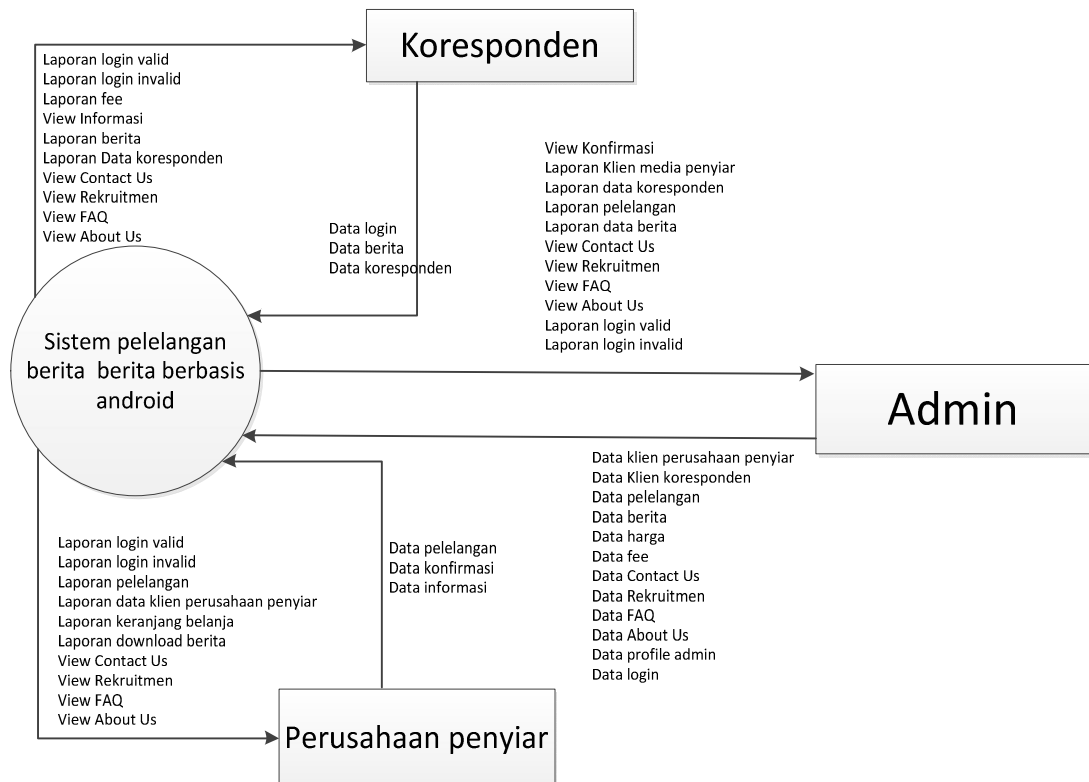 Koresponden
Laporan login valid
Laporan login invalid
Laporan fee
View Informasi
Laporan berita
Laporan Data koresponden
View Contact Us
View Rekruitmen
View FAQ
View About Us
Data login
Data berita
Data koresponden
View Konfirmasi
Laporan Klien media penyiar
Laporan data koresponden
Laporan pelelangan
Laporan data berita
View Contact Us
View Rekruitmen
View FAQ
View About Us
Laporan login valid
Laporan login invalid
Sistem pelelangan
berita berita berbasis
android
Admin
Data klien perusahaan penyiar
Data Klien koresponden
Data pelelangan
Data berita
Data harga
Data fee
Data Contact Us
Data Rekruitmen
Data FAQ
Data About Us
Data profile admin
Data login
Laporan login valid
Laporan login invalid
Laporan pelelangan
Laporan data klien perusahaan penyiar
Laporan keranjang belanja
Laporan download berita
View Contact Us
View Rekruitmen
View FAQ
View About Us
Data pelelangan
Data konfirmasi
Data informasi
Perusahaan penyiar